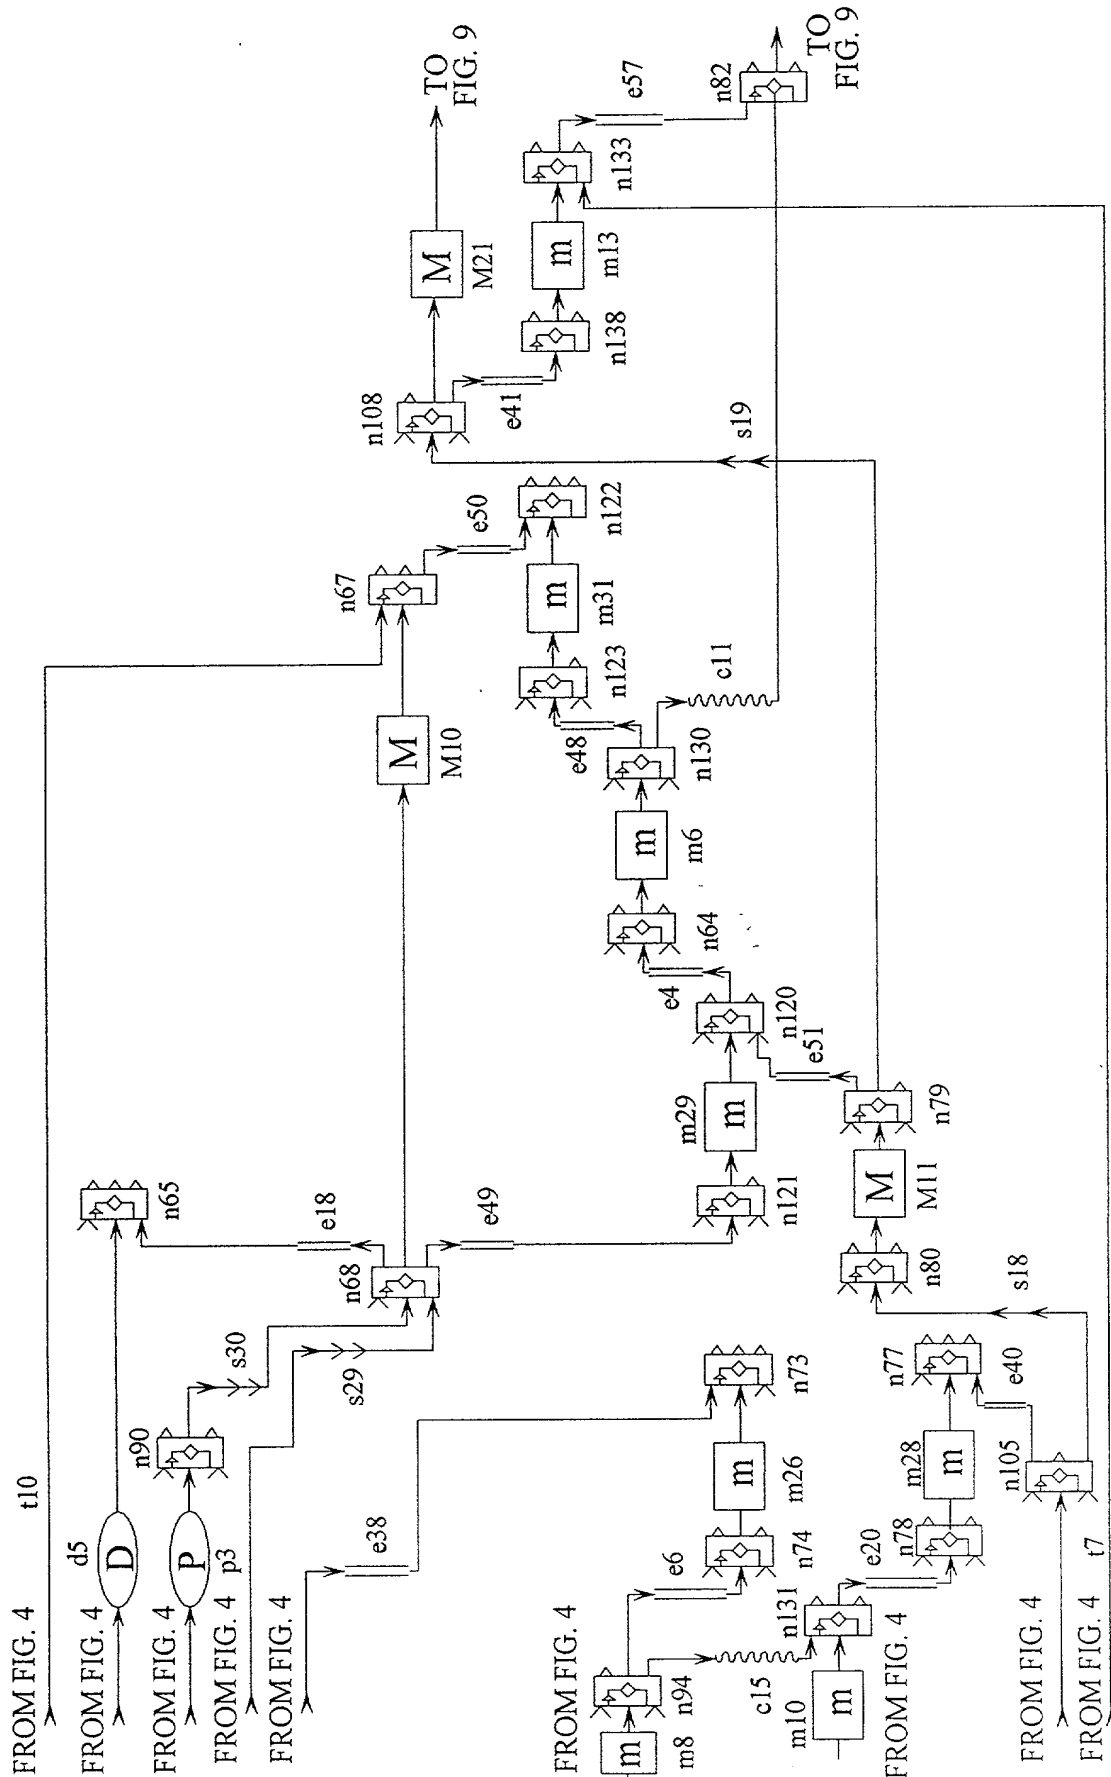 FROM FIG. 4
t10
FROM FIG. 4
d5
D
FROM FIG. 4
P
p3
FROM FIG. 4
FROM FIG. 4
e38
n90
s30
s29
n65
e18
n68
e49
M
M10
n67
e50
n122
m
m31
n123
e48
n130
c11
m
m6
n64
e4
n120
e51
m
m29
n121
n79
M
M11
n80
s18
n73
m
m26
n74
e6
n77
e40
m
m28
n78
n105
e20
n131
FROM FIG. 4
n94
m
m8
c15
m
m10
FROM FIG. 4
FROM FIG. 4
t7
FROM FIG. 4
s19
n108
e41
M
M21
TO
FIG. 9
n138
m
m13
n133
e57
n82
TO
FIG. 9